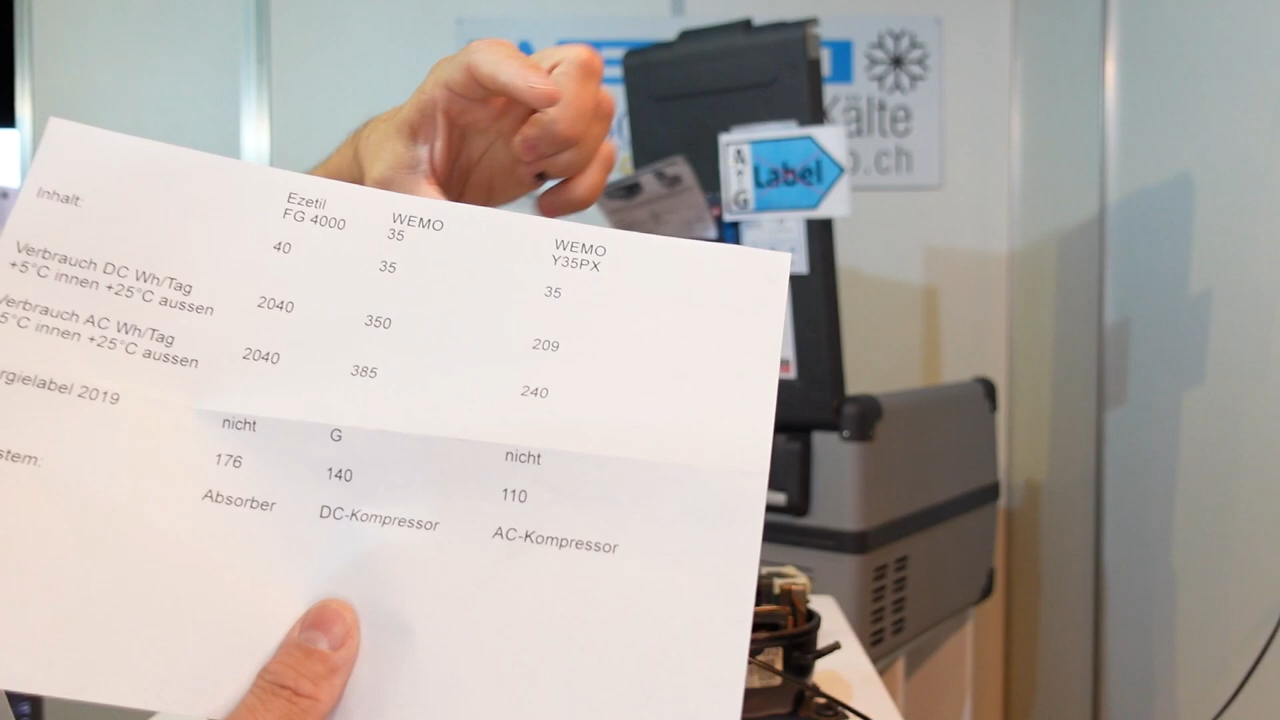 Kälte
.ch
Label
G
Inhalt:
Ezetil
FG 4000
WEMO
35
WEMO
Y35PX
40
35
35
Verbrauch DC Wh/Tag
+5°C innen +25°C aussen
2040
350
209
Verbrauch AC Wh/Tag
5°C innen +25°C aussen
2040
385
240
rgielabel 2019
nicht
G
nicht
176
140
110
stem:
Absorber
DC-Kompressor
AC-Kompressor